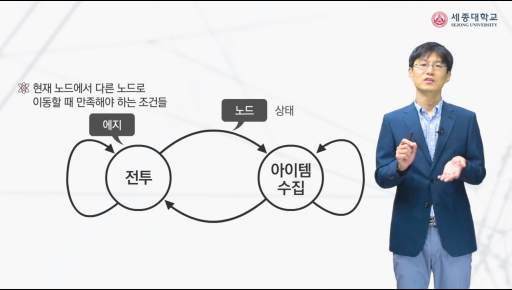 세종대학교
SEJONG UNIVERSITY
※ 현재 노드에서 다른 노드로
이동할 때 만족해야 하는 조건들
에지
노드
상태
전투
아이템
수집